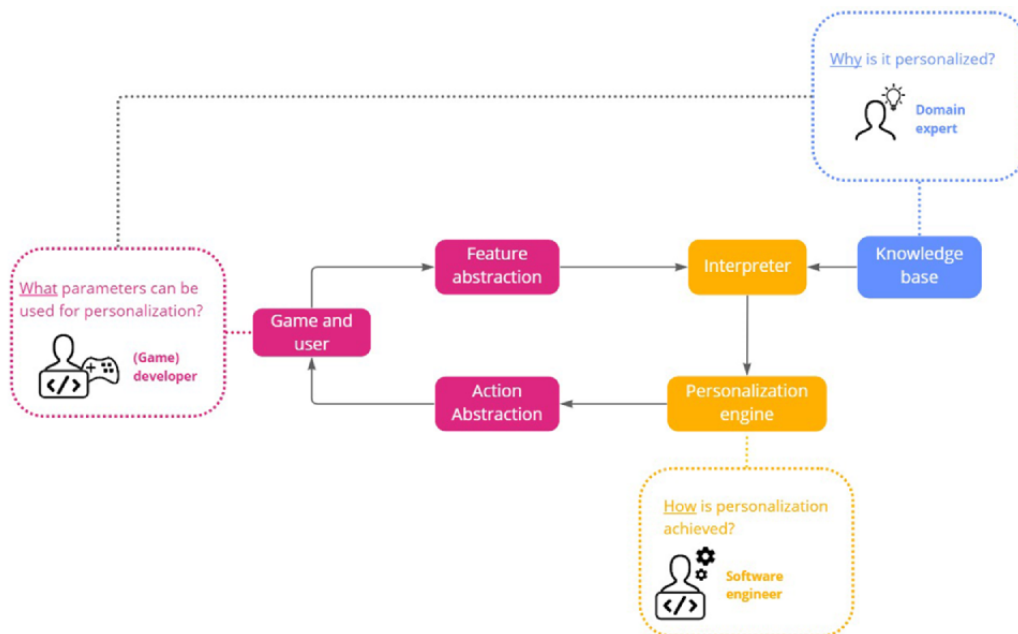 Why is it personalized?
Domain
expert
Feature
abstraction
Interpreter
Knowledge
base
What parameters can be
used for personalization?
(Game)
developer
</>
Game and
user
Action
Abstraction
Personalization
engine
How is personalization
achieved?
Software
engineer
</>